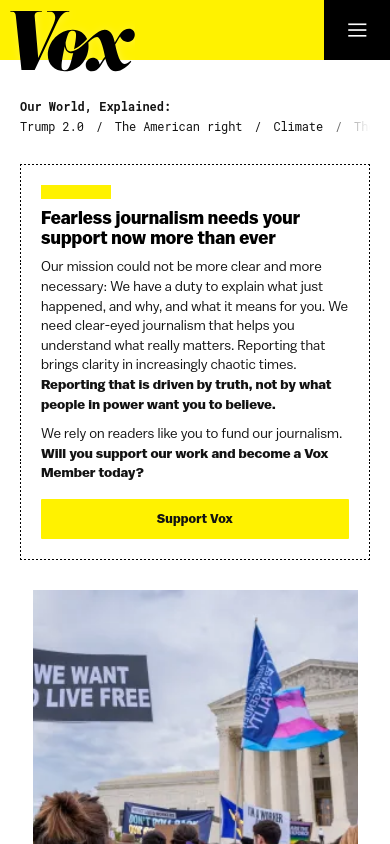 Vox
Our World, Explained:
Trump 2.0 / The American right / Climate / Th
Fearless journalism needs your
support now more than ever
Our mission could not be more clear and more
necessary: We have a duty to explain what just
happened, and why, and what it means for you. We
need clear-eyed journalism that helps you
understand what really matters. Reporting that
brings clarity in increasingly chaotic times.
Reporting that is driven by truth, not by what
people in power want you to believe.
We rely on readers like you to fund our journalism.
Will you support our work and become a Vox
Member today?
Support Vox
WE WANT
LIVE FREE
DON'T ROLL BACK
I'M A WORKER